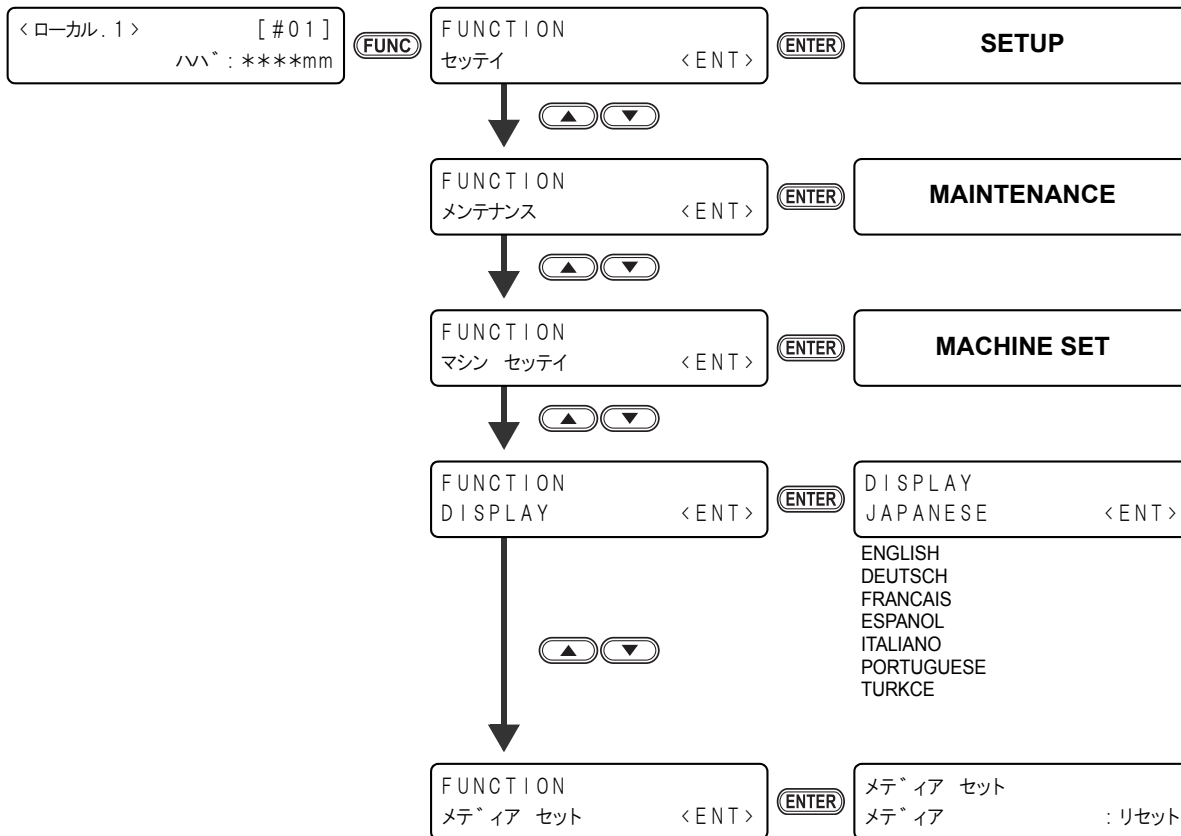 <ローカル.1> [#01]
ハバ:****mm
FUNC
FUNCTION
セッテイ <ENT>
ENTER
SETUP
FUNCTION
メンテナンス <ENT>
ENTER
MAINTENANCE
FUNCTION
マシン セッテイ <ENT>
ENTER
MACHINE SET
FUNCTION
DISPLAY <ENT>
ENTER
DISPLAY
JAPANESE <ENT>
ENGLISH
DEUTSCH
FRANCAIS
ESPANOL
ITALIANO
PORTUGUESE
TURKCE
FUNCTION
メディア セット <ENT>
ENTER
メディア セット
メディア :リセット